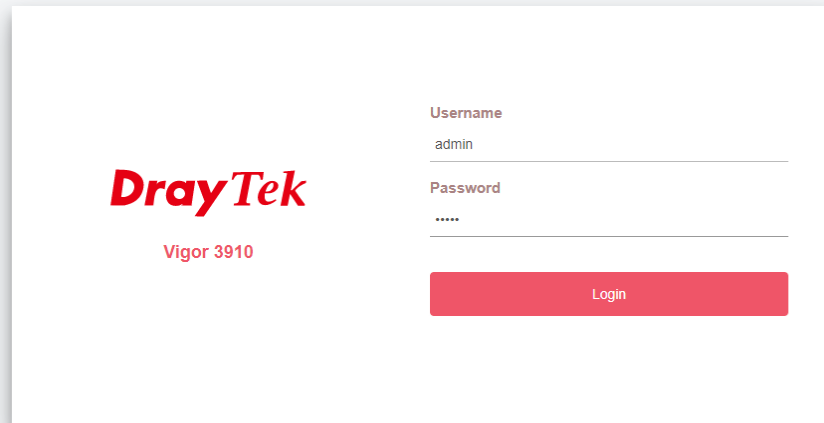 DrayTek
Vigor 3910
Username
admin
Password
•••••
Login